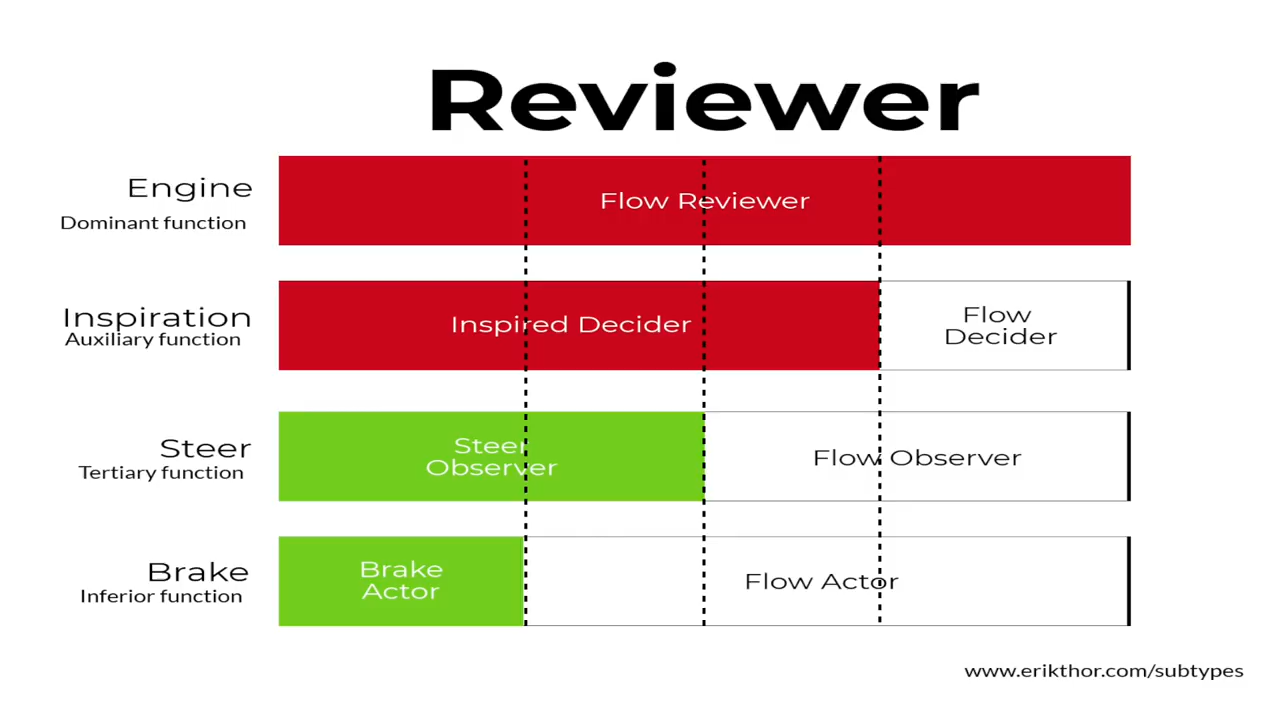 Reviewer
Engine
Dominant function
Flow Reviewer
Inspiration
Auxiliary function
Inspired Decider
Flow
Decider
Steer
Tertiary function
Steer
Observer
Flow Observer
Brake
Inferior function
Brake
Actor
Flow Actor
www.erikthor.com/subtypes